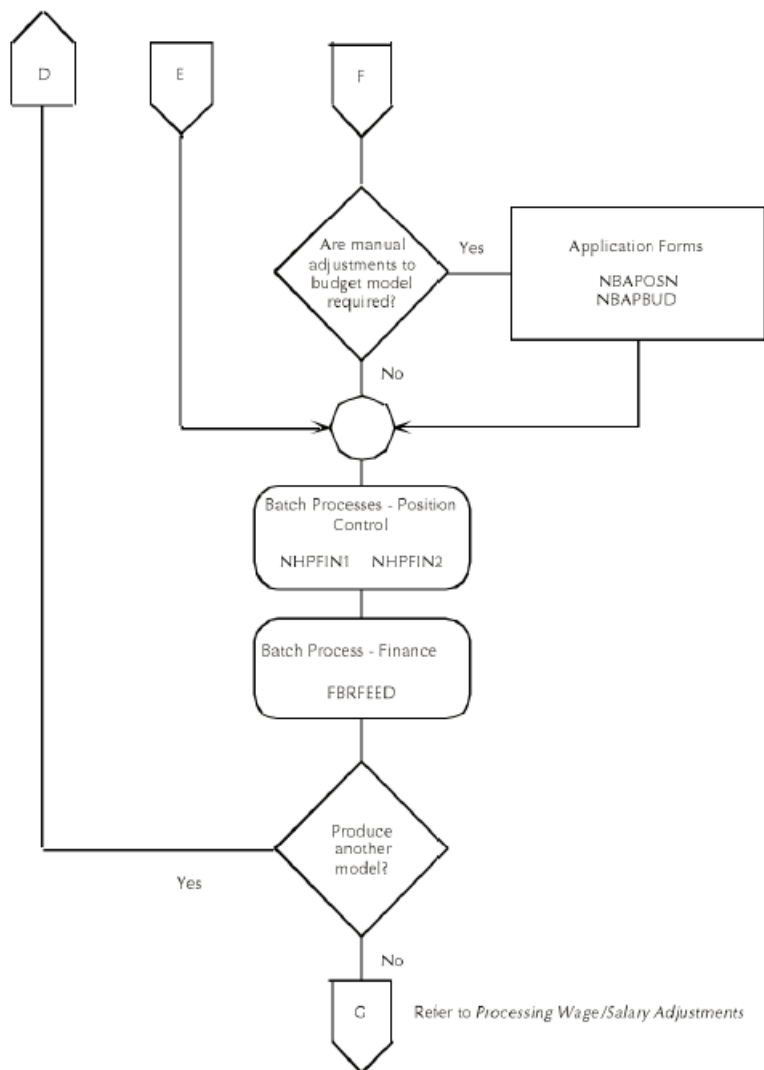 D
E
F
Are manual
adjustments to
budget model
required?
Yes
Application Forms
NBAPOSN
NBAPBUD
No
Batch Processes - Position
Control
NHPFIN1 NHPFIN2
Batch Process - Finance
FBRFEED
Produce
another
model?
Yes
No
G
Refer to Processing Wage/Salary Adjustments